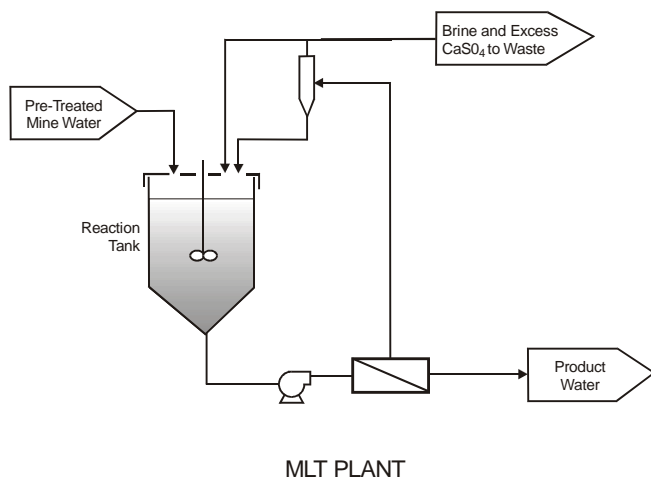 Brine and Excess
CaS0₄ to Waste
Pre-Treated
Mine Water
Reaction
Tank
Product
Water
MLT PLANT